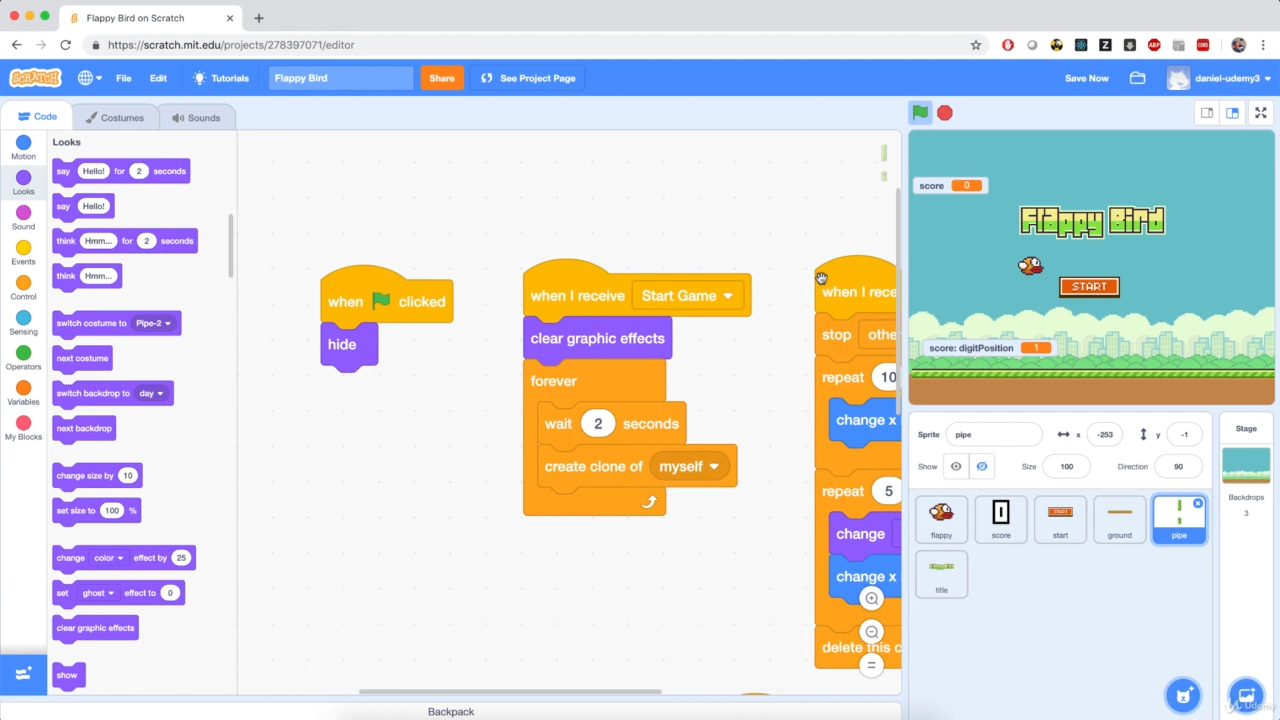 Flappy Bird on Scratch
https://scratch.mit.edu/projects/278397071/editor
Z
ABP
CORS
SCRATCH
File
Edit
Tutorials
Flappy Bird
Share
See Project Page
Save Now
daniel-udemy3
Code
Costumes
Sounds
Motion
Looks
Sound
Events
Control
Sensing
Operators
Variables
My Blocks
Looks
say Hello! for 2 seconds
say Hello!
think Hmm... for 2 seconds
think Hmm...
switch costume to Pipe-2
next costume
switch backdrop to day
next backdrop
change size by 10
set size to 100 %
change color effect by 25
set ghost effect to 0
clear graphic effects
show
when clicked
hide
when I receive Start Game
clear graphic effects
forever
wait 2 seconds
create clone of myself
when I rece
stop othe
repeat 10
change x
repeat 5
change
change x
delete this c
Backpack
score 0
Flappy Bird
START
score: digitPosition 1
Sprite pipe x -253 y -1
Show Size 100 Direction 90
flappy
score
START
start
ground
pipe
Flappy Bird
title
Stage
Backdrops
3
Udemy